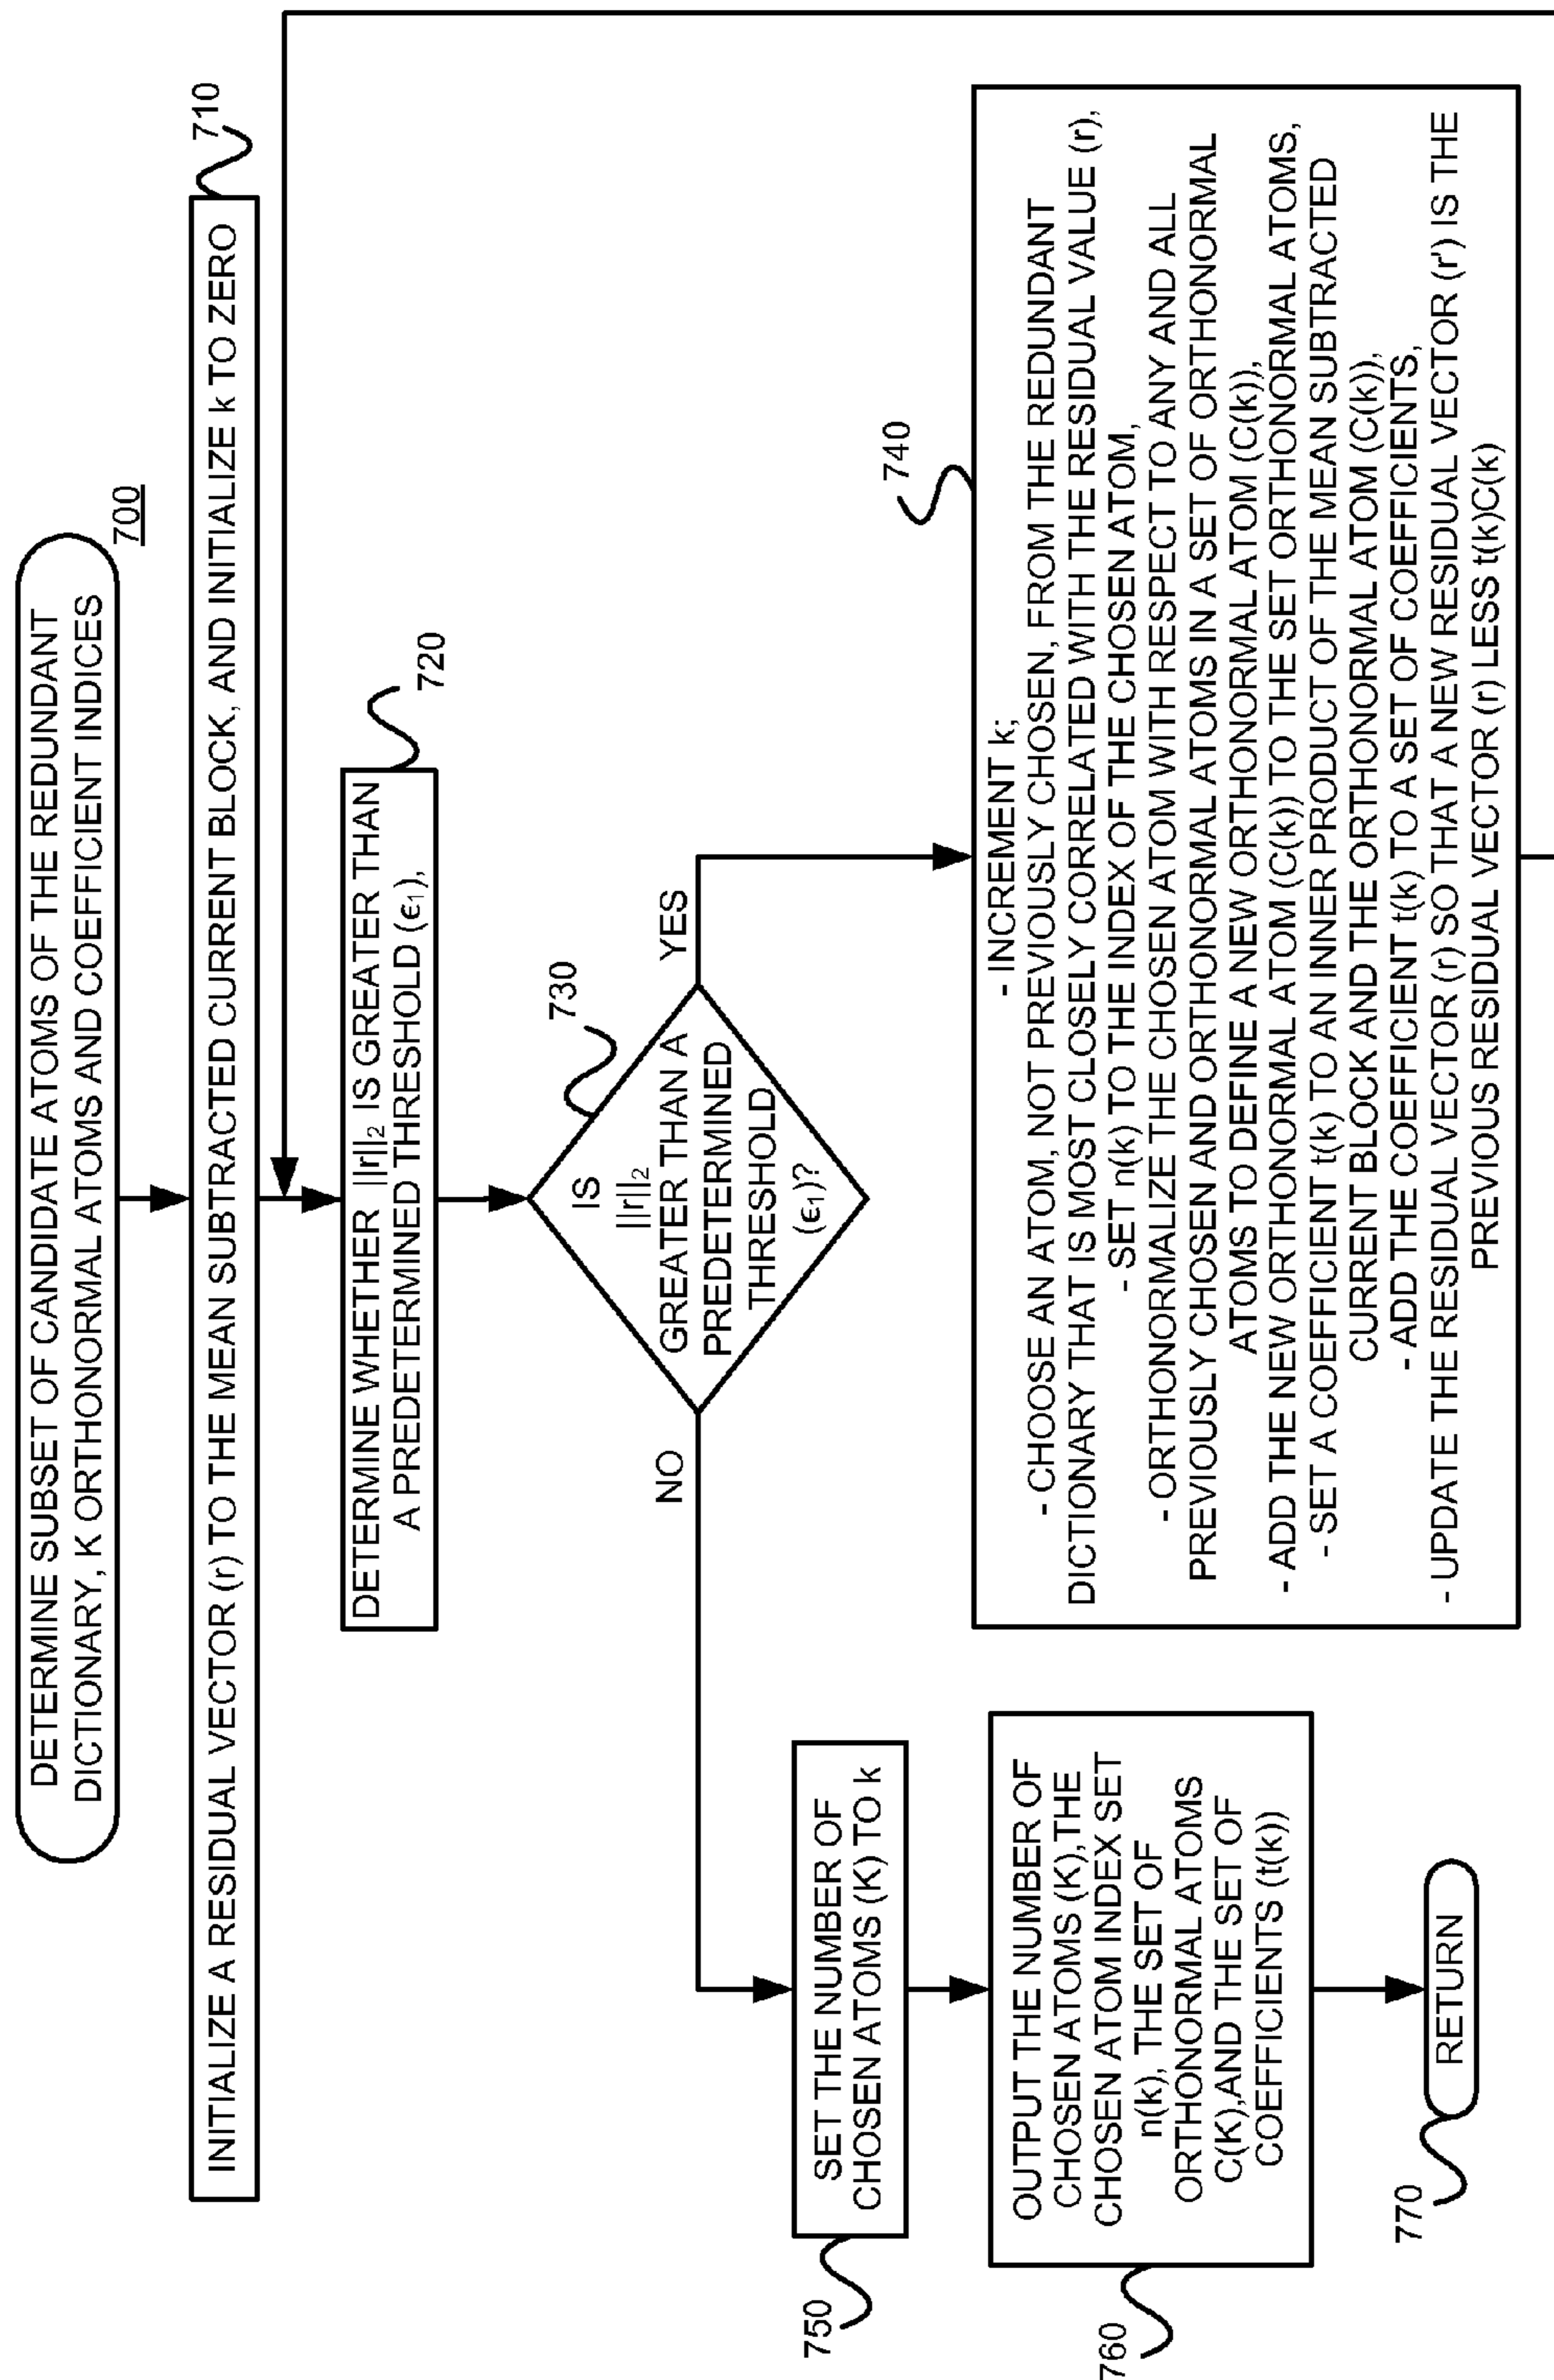 DETERMINE SUBSET OF CANDIDATE ATOMS OF THE REDUNDANT
DICTIONARY, K ORTHONORMAL ATOMS AND COEFFICIENT INDICES
700
INITIALIZE A RESIDUAL VECTOR (r) TO THE MEAN SUBTRACTED CURRENT BLOCK, AND INITIALIZE k TO ZERO
710
DETERMINE WHETHER ||r||₂ IS GREATER THAN
A PREDETERMINED THRESHOLD (ϵ₁),
720
IS
||r||₂
GREATER THAN A
PREDETERMINED
THRESHOLD
(ϵ₁)?
730
YES
NO
740
- INCREMENT k;
- CHOOSE AN ATOM, NOT PREVIOUSLY CHOSEN, FROM THE REDUNDANT
DICTIONARY THAT IS MOST CLOSELY CORRELATED WITH THE RESIDUAL VALUE (r),
- SET n(k) TO THE INDEX OF THE CHOSEN ATOM,
- ORTHONORMALIZE THE CHOSEN ATOM WITH RESPECT TO ANY AND ALL
PREVIOUSLY CHOSEN AND ORTHONORMAL ATOMS IN A SET OF ORTHONORMAL
ATOMS TO DEFINE A NEW ORTHONORMAL ATOM (C(k)),
- ADD THE NEW ORTHONORMAL ATOM (C(k)) TO THE SET ORTHONORMAL ATOMS,
- SET A COEFFICIENT t(k) TO AN INNER PRODUCT OF THE MEAN SUBTRACTED
CURRENT BLOCK AND THE ORTHONORMAL ATOM (C(k)),
- ADD THE COEFFICIENT t(k) TO A SET OF COEFFICIENTS,
- UPDATE THE RESIDUAL VECTOR (r) SO THAT A NEW RESIDUAL VECTOR (r') IS THE
PREVIOUS RESIDUAL VECTOR (r) LESS t(k)C(k)
SET THE NUMBER OF
CHOSEN ATOMS (K) TO k
750
OUTPUT THE NUMBER OF
CHOSEN ATOMS (K),THE
CHOSEN ATOM INDEX SET
n(k), THE SET OF
ORTHONORMAL ATOMS
C(K),AND THE SET OF
COEFFICIENTS (t(k))
760
RETURN
770